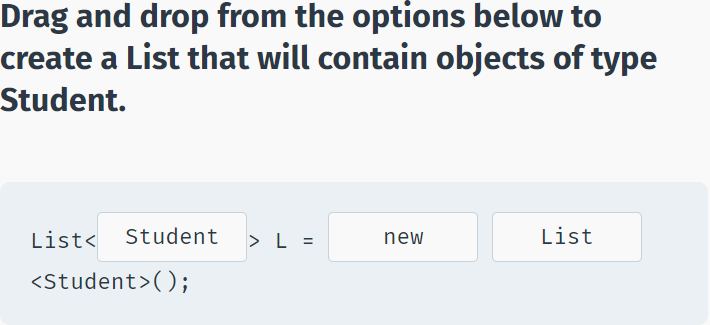 Drag and drop from the options below to
create a List that will contain objects of type
Student.
List< Student > L = new List
<Student>();